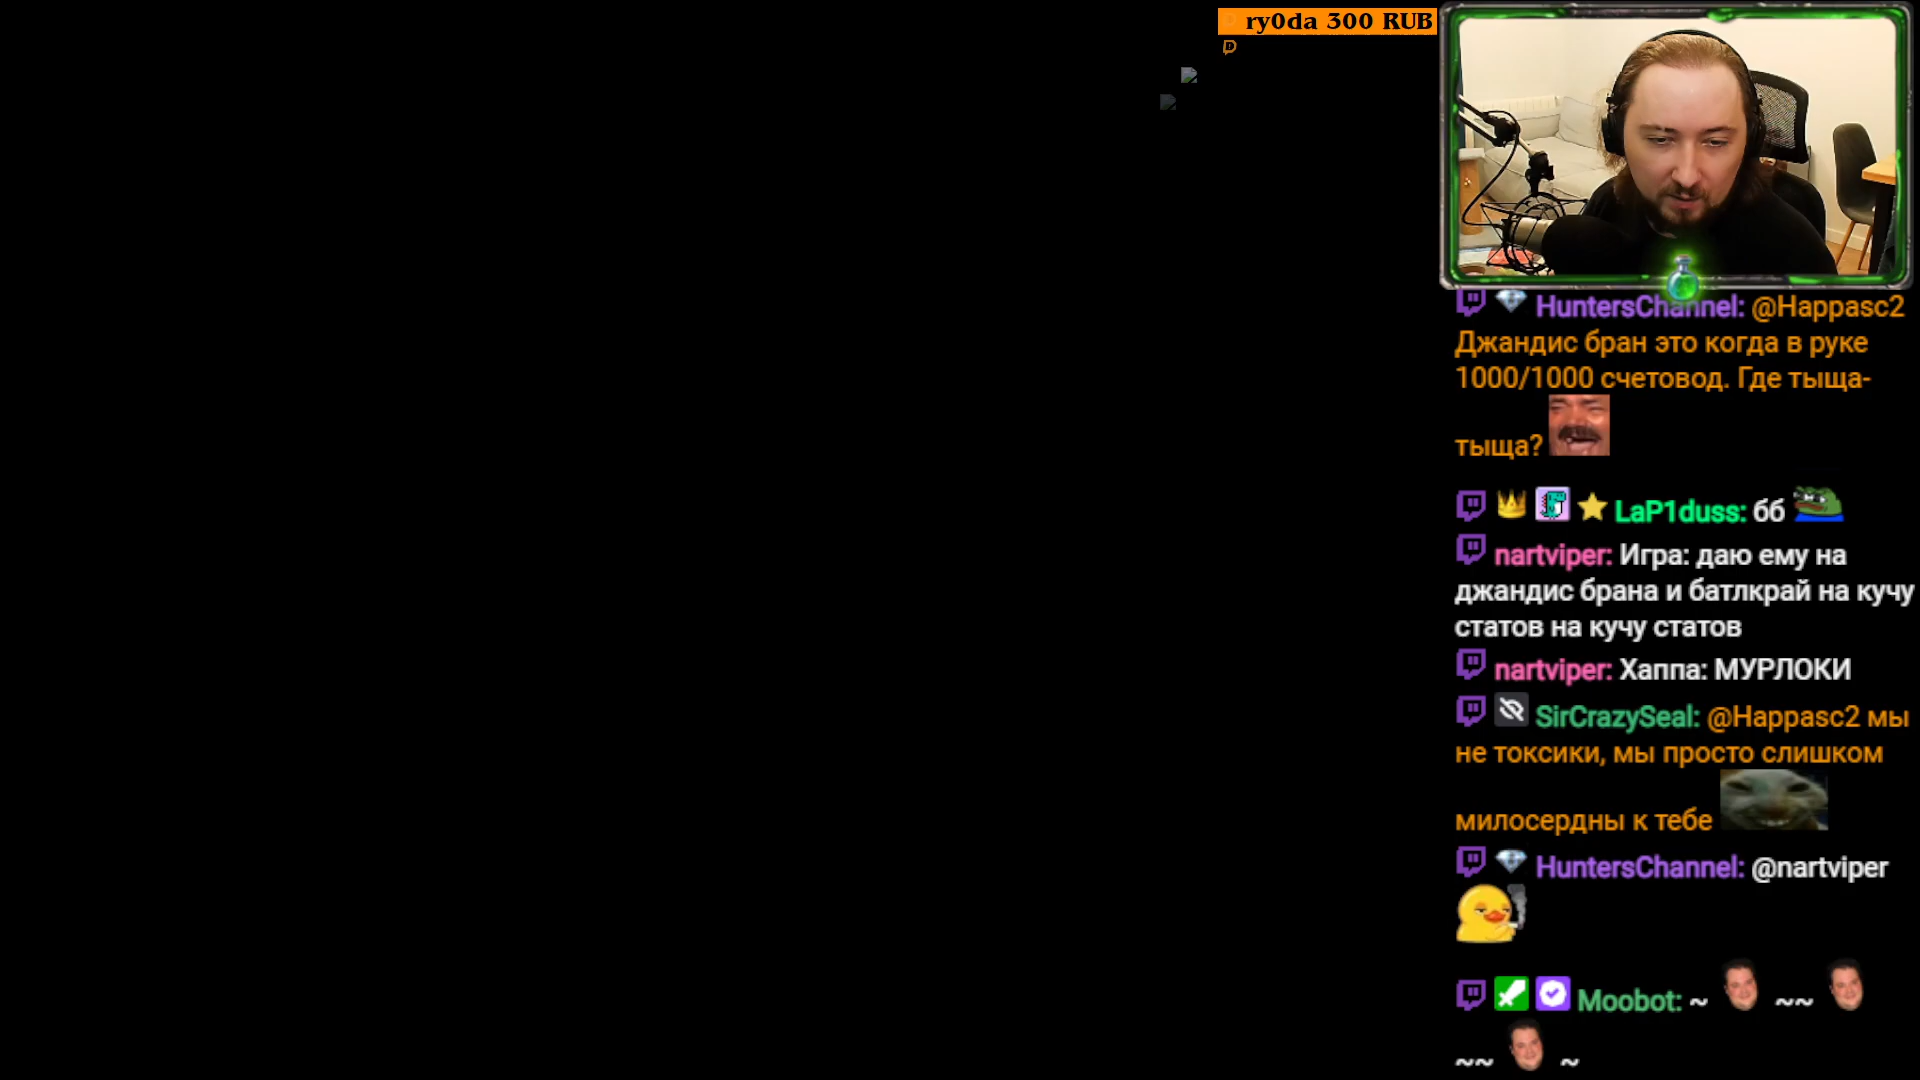 ry0da 300 RUB
HuntersChannel: @Happasc2
Джандис бран это когда в руке
1000/1000 счетовод. Где тыща-
тыща?
LaP1duss: бб
nartviper: Игра: даю ему на
джандис брана и батлкрай на кучу
статов на кучу статов
nartviper: Хаппа: МУРЛОКИ
SirCrazySeal: @Happasc2 мы
не токсики, мы просто слишком
милосердны к тебе
HuntersChannel: @nartviper
Moobot: ~ ~~
~~ ~